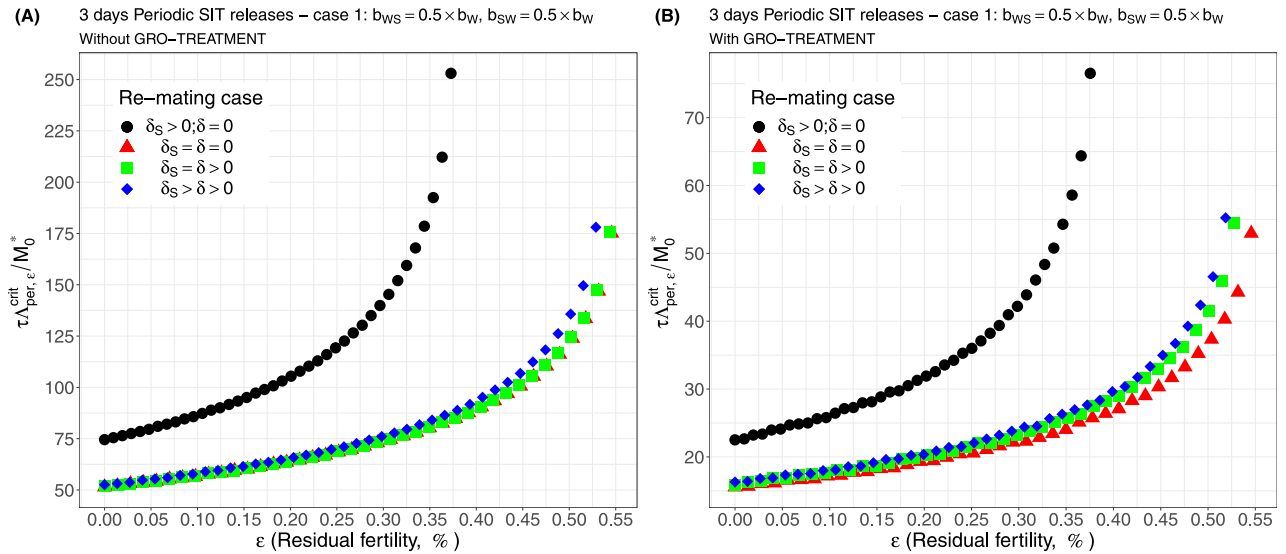 (A)
3 days Periodic SIT releases − case 1: b_WS = 0.5 × b_W, b_SW = 0.5 × b_W
Without GRO−TREATMENT
250
225
200
175
150
125
100
75
50
τΛ^crit_per, ε / M*_0
Re−mating case
δ_S > 0; δ = 0
δ_S = δ = 0
δ_S = δ > 0
δ_S > δ > 0
0.00 0.05 0.10 0.15 0.20 0.25 0.30 0.35 0.40 0.45 0.50 0.55
ε (Residual fertility, %)
(B)
3 days Periodic SIT releases − case 1: b_WS = 0.5 × b_W, b_SW = 0.5 × b_W
With GRO−TREATMENT
70
60
50
40
30
20
τΛ^crit_per, ε / M*_0
Re−mating case
δ_S > 0; δ = 0
δ_S = δ = 0
δ_S = δ > 0
δ_S > δ > 0
0.00 0.05 0.10 0.15 0.20 0.25 0.30 0.35 0.40 0.45 0.50 0.55
ε (Residual fertility, %)